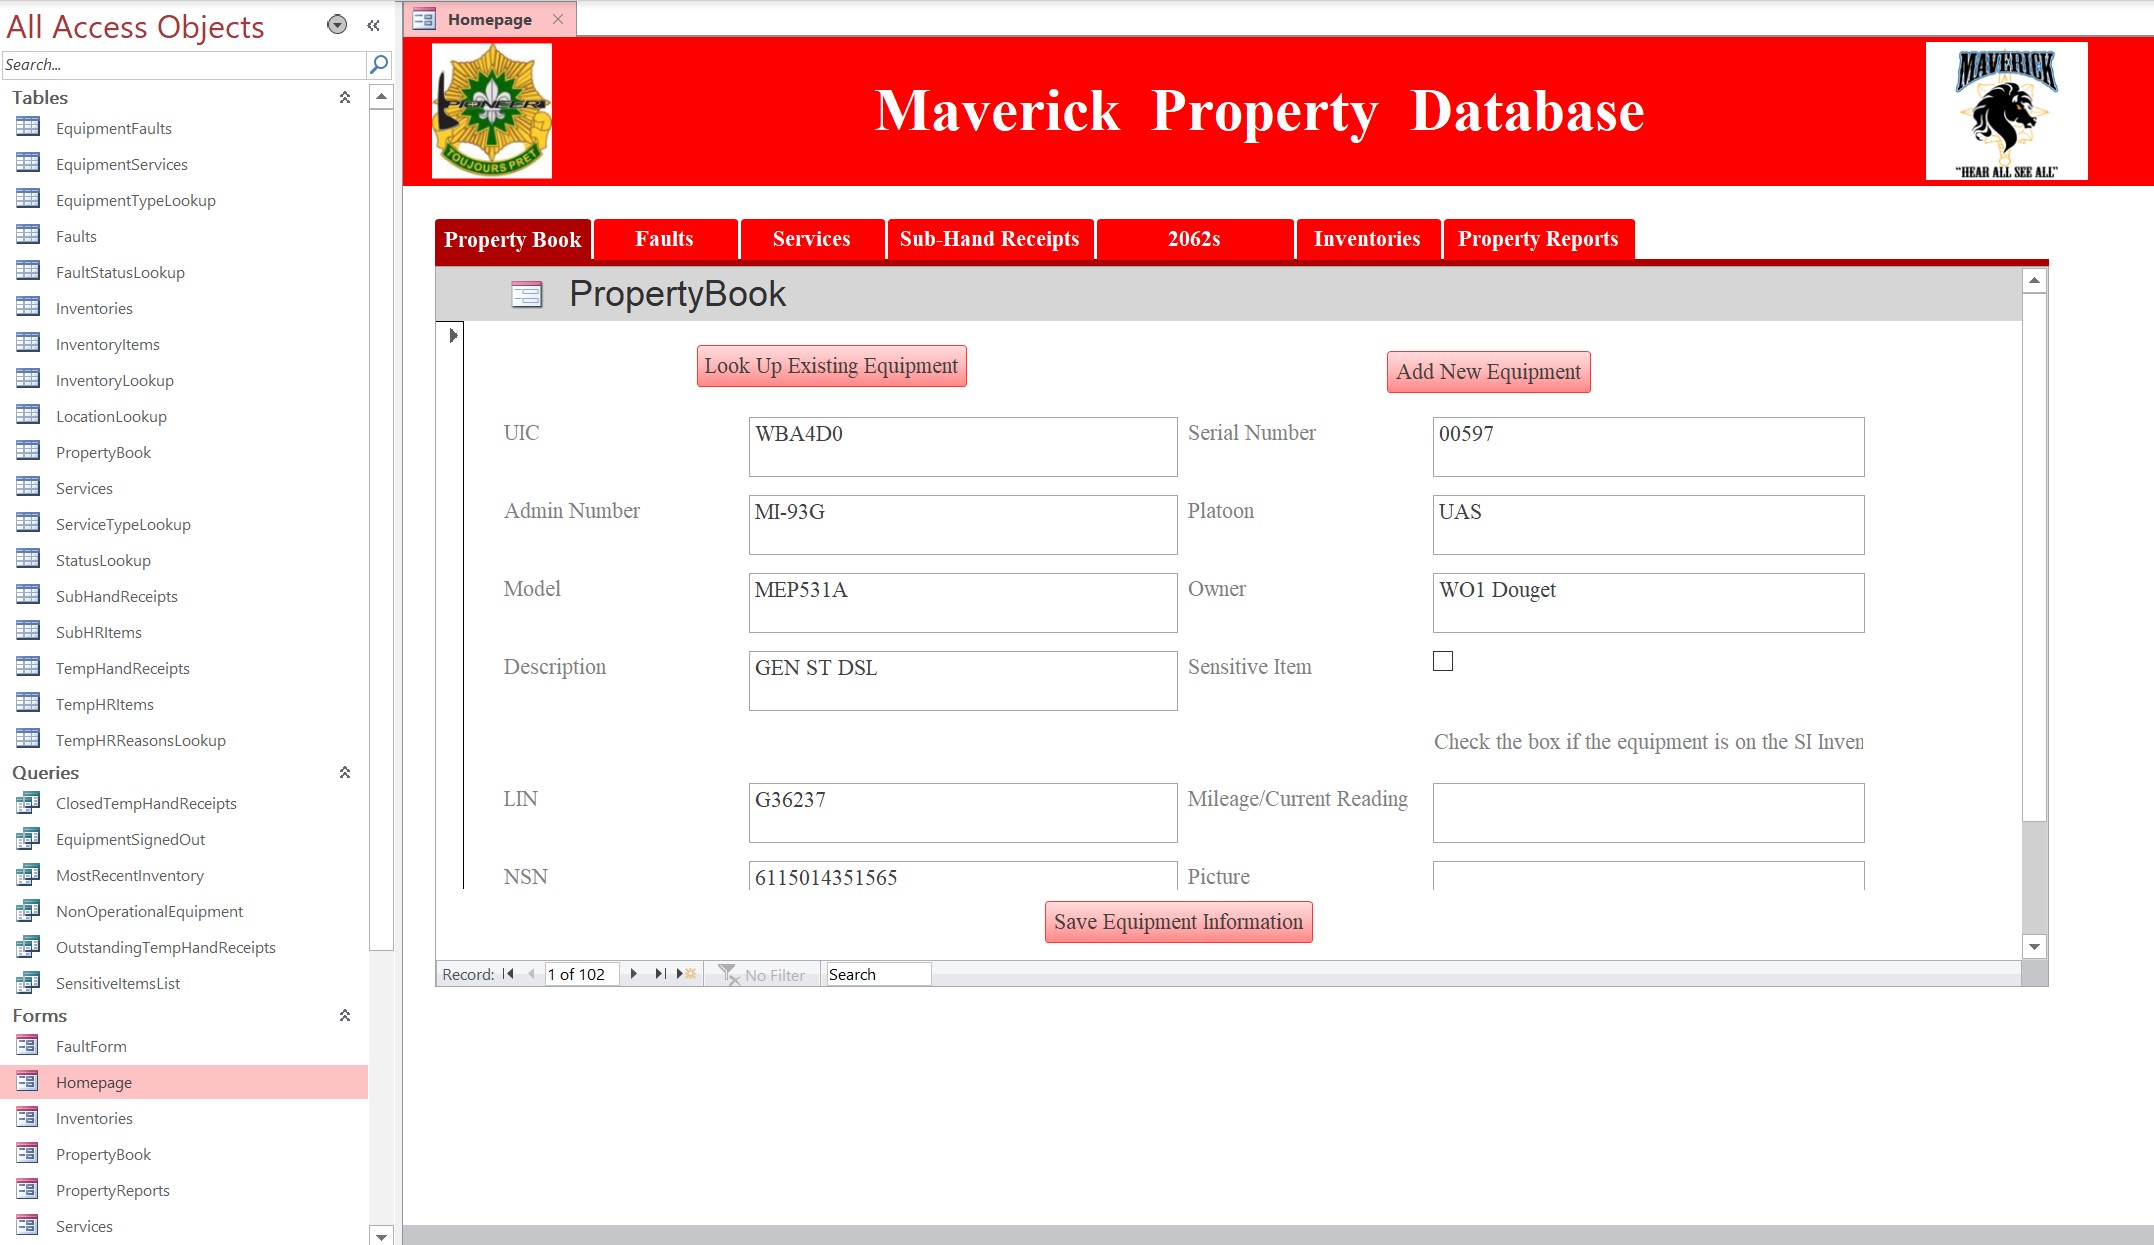 All Access Objects
Search...
Tables
EquipmentFaults
EquipmentServices
EquipmentTypeLookup
Faults
FaultStatusLookup
Inventories
InventoryItems
InventoryLookup
LocationLookup
PropertyBook
Services
ServiceTypeLookup
StatusLookup
SubHandReceipts
SubHRItems
TempHandReceipts
TempHRItems
TempHRReasonsLookup
Queries
ClosedTempHandReceipts
EquipmentSignedOut
MostRecentInventory
NonOperationalEquipment
OutstandingTempHandReceipts
SensitiveItemsList
Forms
FaultForm
Homepage
Inventories
PropertyBook
PropertyReports
Services
Homepage
PIONEER
TOUJOURS PRET
Maverick Property Database
MAVERICK
"HEAR ALL SEE ALL"
Property Book Faults Services Sub-Hand Receipts 2062s Inventories Property Reports
PropertyBook
Look Up Existing Equipment Add New Equipment
UIC WBA4D0 Serial Number 00597
Admin Number MI-93G Platoon UAS
Model MEP531A Owner WO1 Douget
Description GEN ST DSL Sensitive Item
Check the box if the equipment is on the SI Inven
LIN G36237 Mileage/Current Reading
NSN 6115014351565 Picture
Save Equipment Information
Record: 1 of 102 No Filter Search